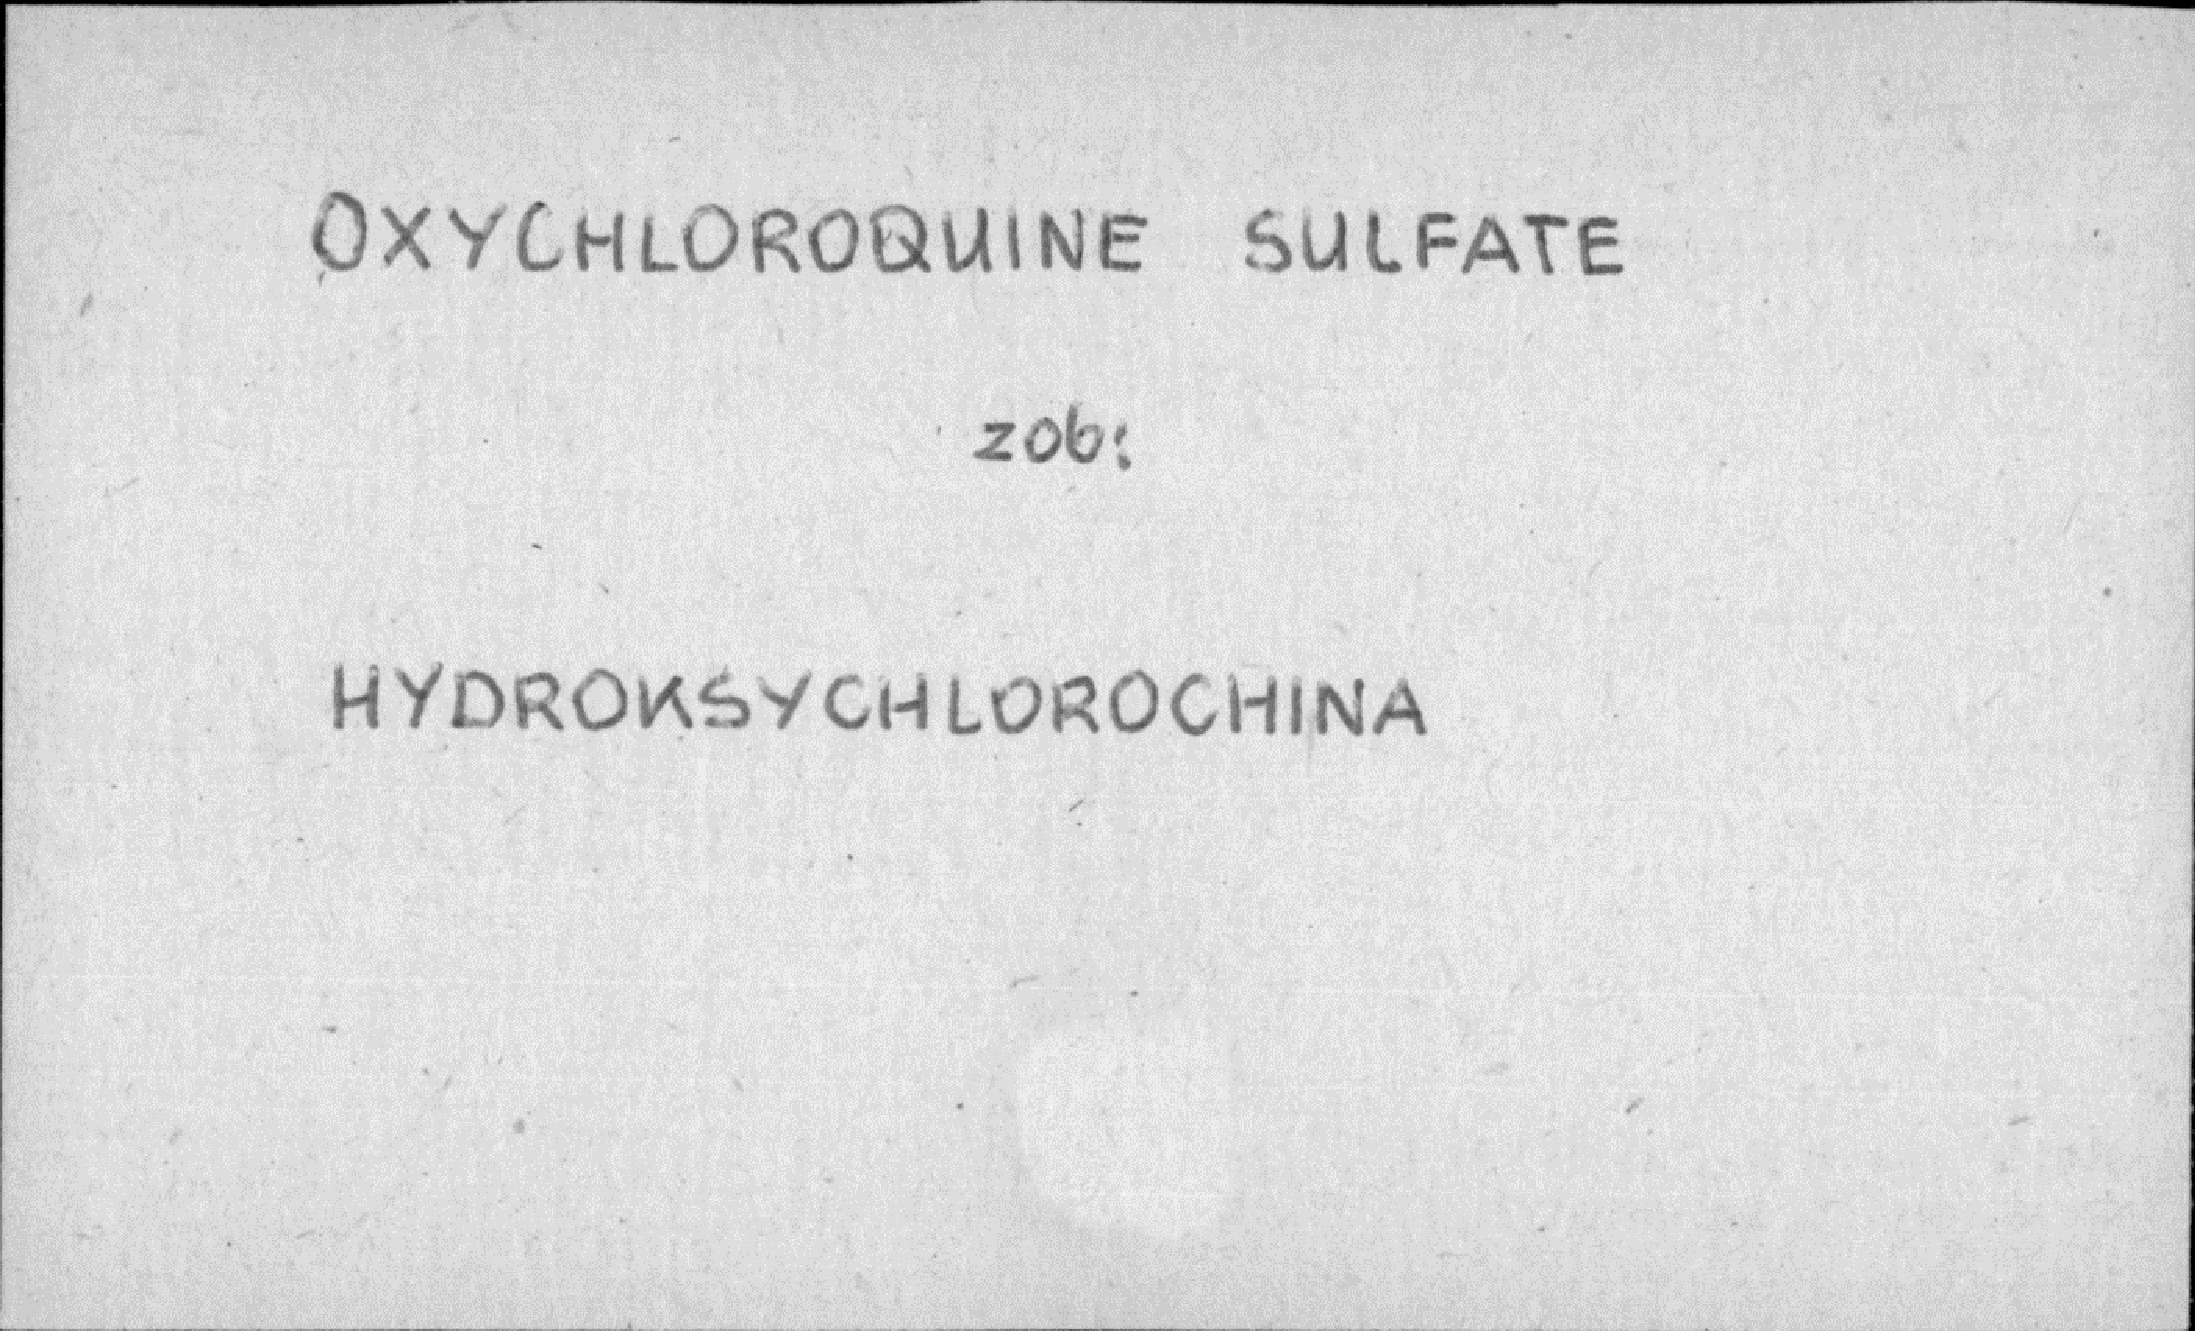 OXYCHLOROQUINE SULFATE
zob:
HYDROKSYCHLOROCHINA